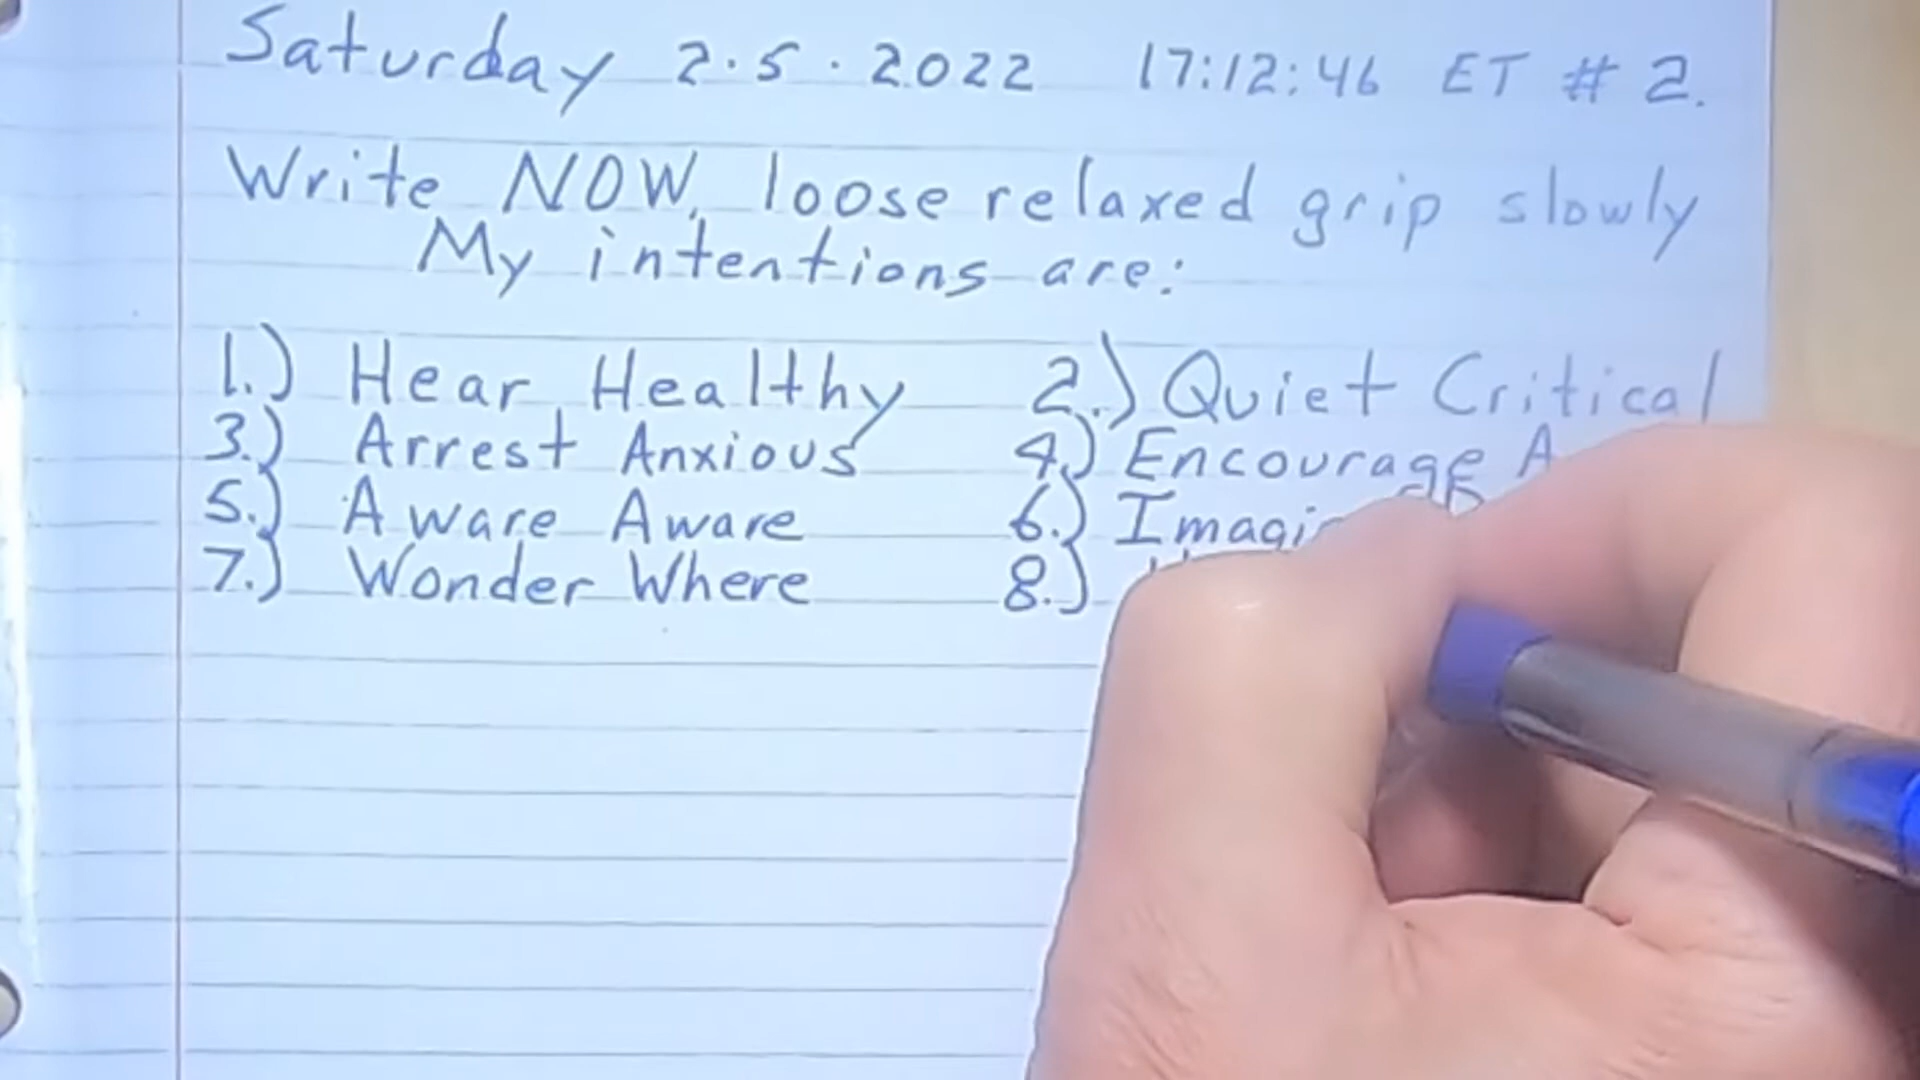 Saturday 2.5.2022 17:12:46 ET # 2.
Write NOW, loose relaxed grip slowly
My intentions are:
1.) Hear Healthy 2.) Quiet Critical
3.) Arrest Anxious 4.) Encourage
5.) Aware Aware 6.)
7.) Wonder Where 8.)